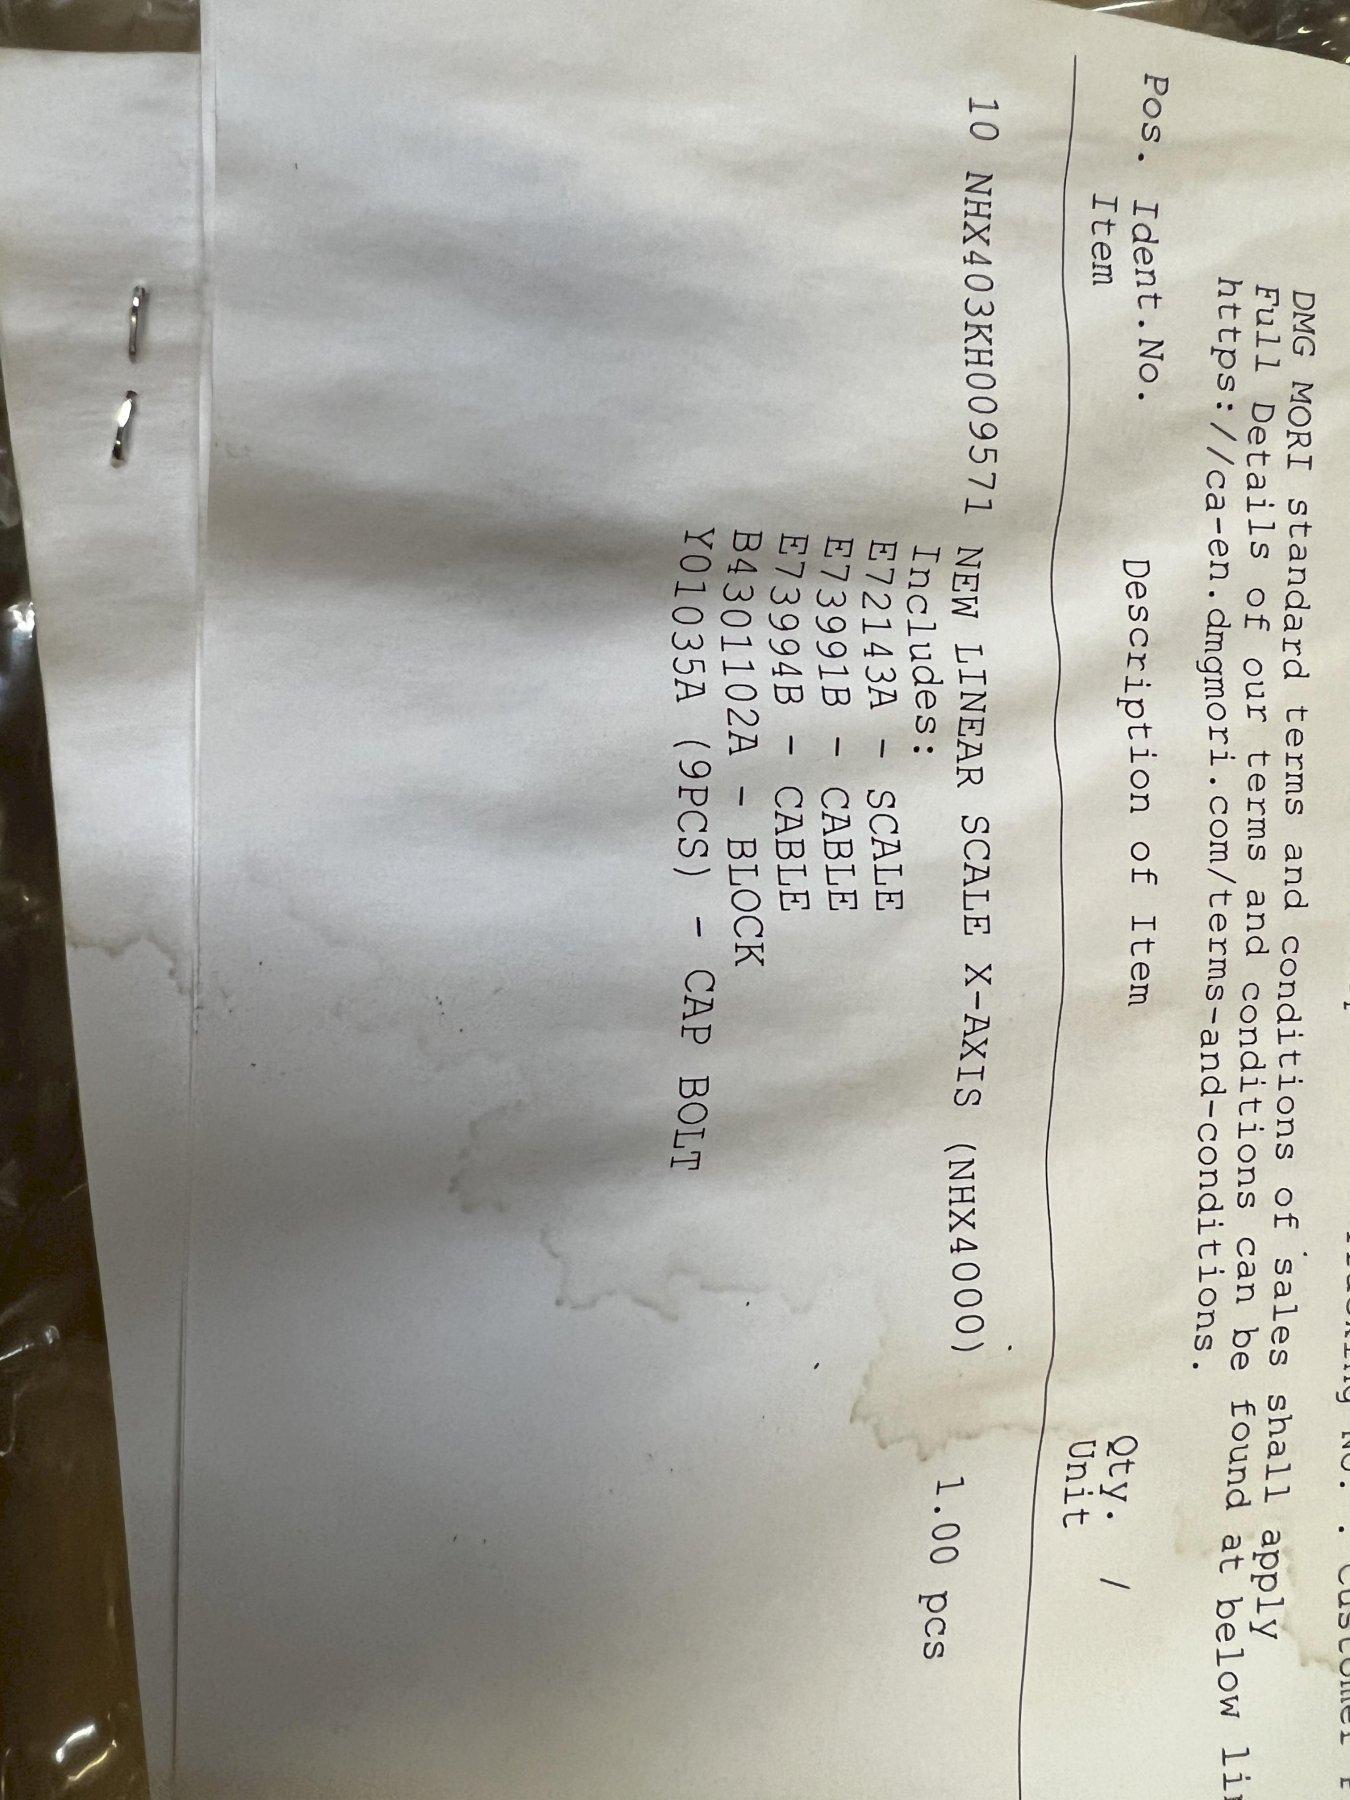 DMG MORI standard terms and conditions of sales shall apply
Full Details of our terms and conditions can be found at below
https://ca-en.dmgmori.com/terms-and-conditions.
Pos. Ident.No. Description of Item Qty. /
Item Unit
10 NHX403KH009571 NEW LINEAR SCALE X-AXIS (NHX4000) 1.00 pcs
Includes:
E72143A - SCALE
E73991B - CABLE
E73994B - CABLE
B4301102A - BLOCK
Y01035A (9PCS) - CAP BOLT